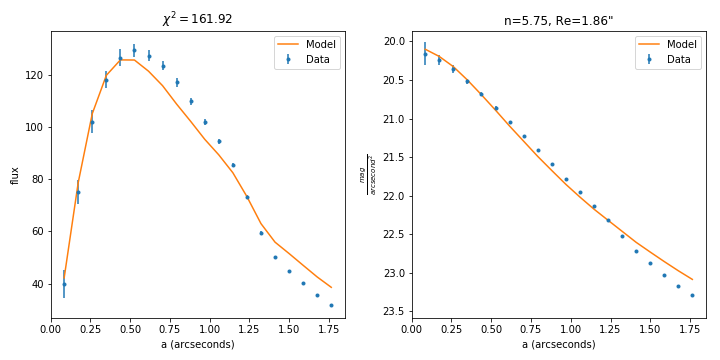 χ² = 161.92
Model
Data
flux
120
100
80
60
40
0.00 0.25 0.50 0.75 1.00 1.25 1.50 1.75
a (arcseconds)
n=5.75, Re=1.86"
Model
Data
mag
arcsecond²
20.0
20.5
21.0
21.5
22.0
22.5
23.0
23.5
0.00 0.25 0.50 0.75 1.00 1.25 1.50 1.75
a (arcseconds)